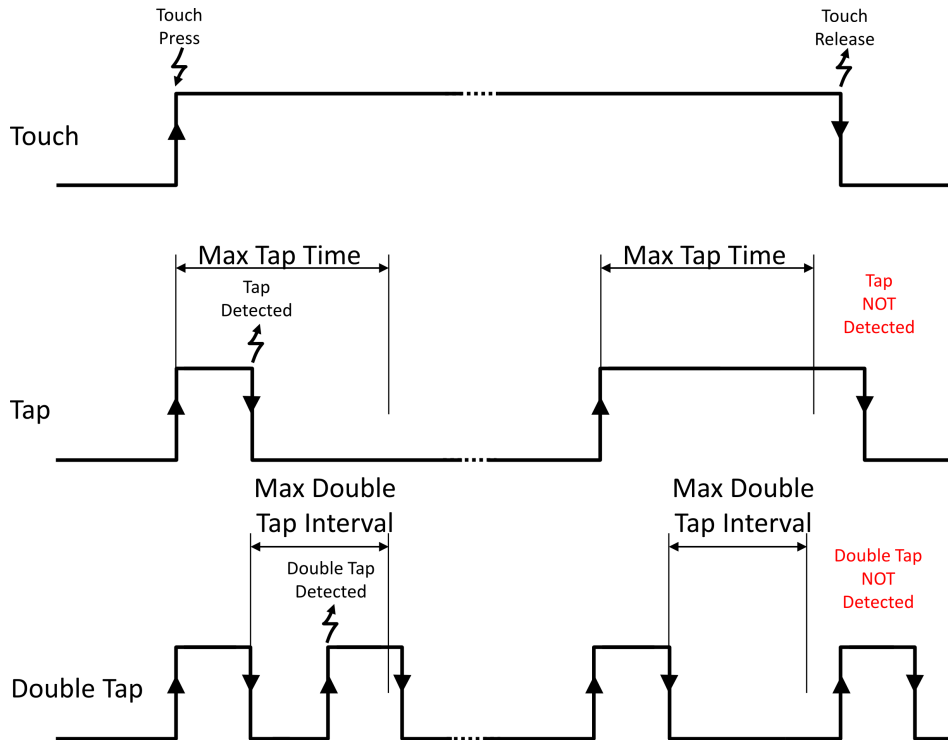 Touch
Press
Touch
Release
Touch
Max Tap Time
Max Tap Time
Tap
Detected
Tap
NOT
Detected
Tap
Max Double
Tap Interval
Max Double
Tap Interval
Double Tap
Detected
Double Tap
NOT
Detected
Double Tap